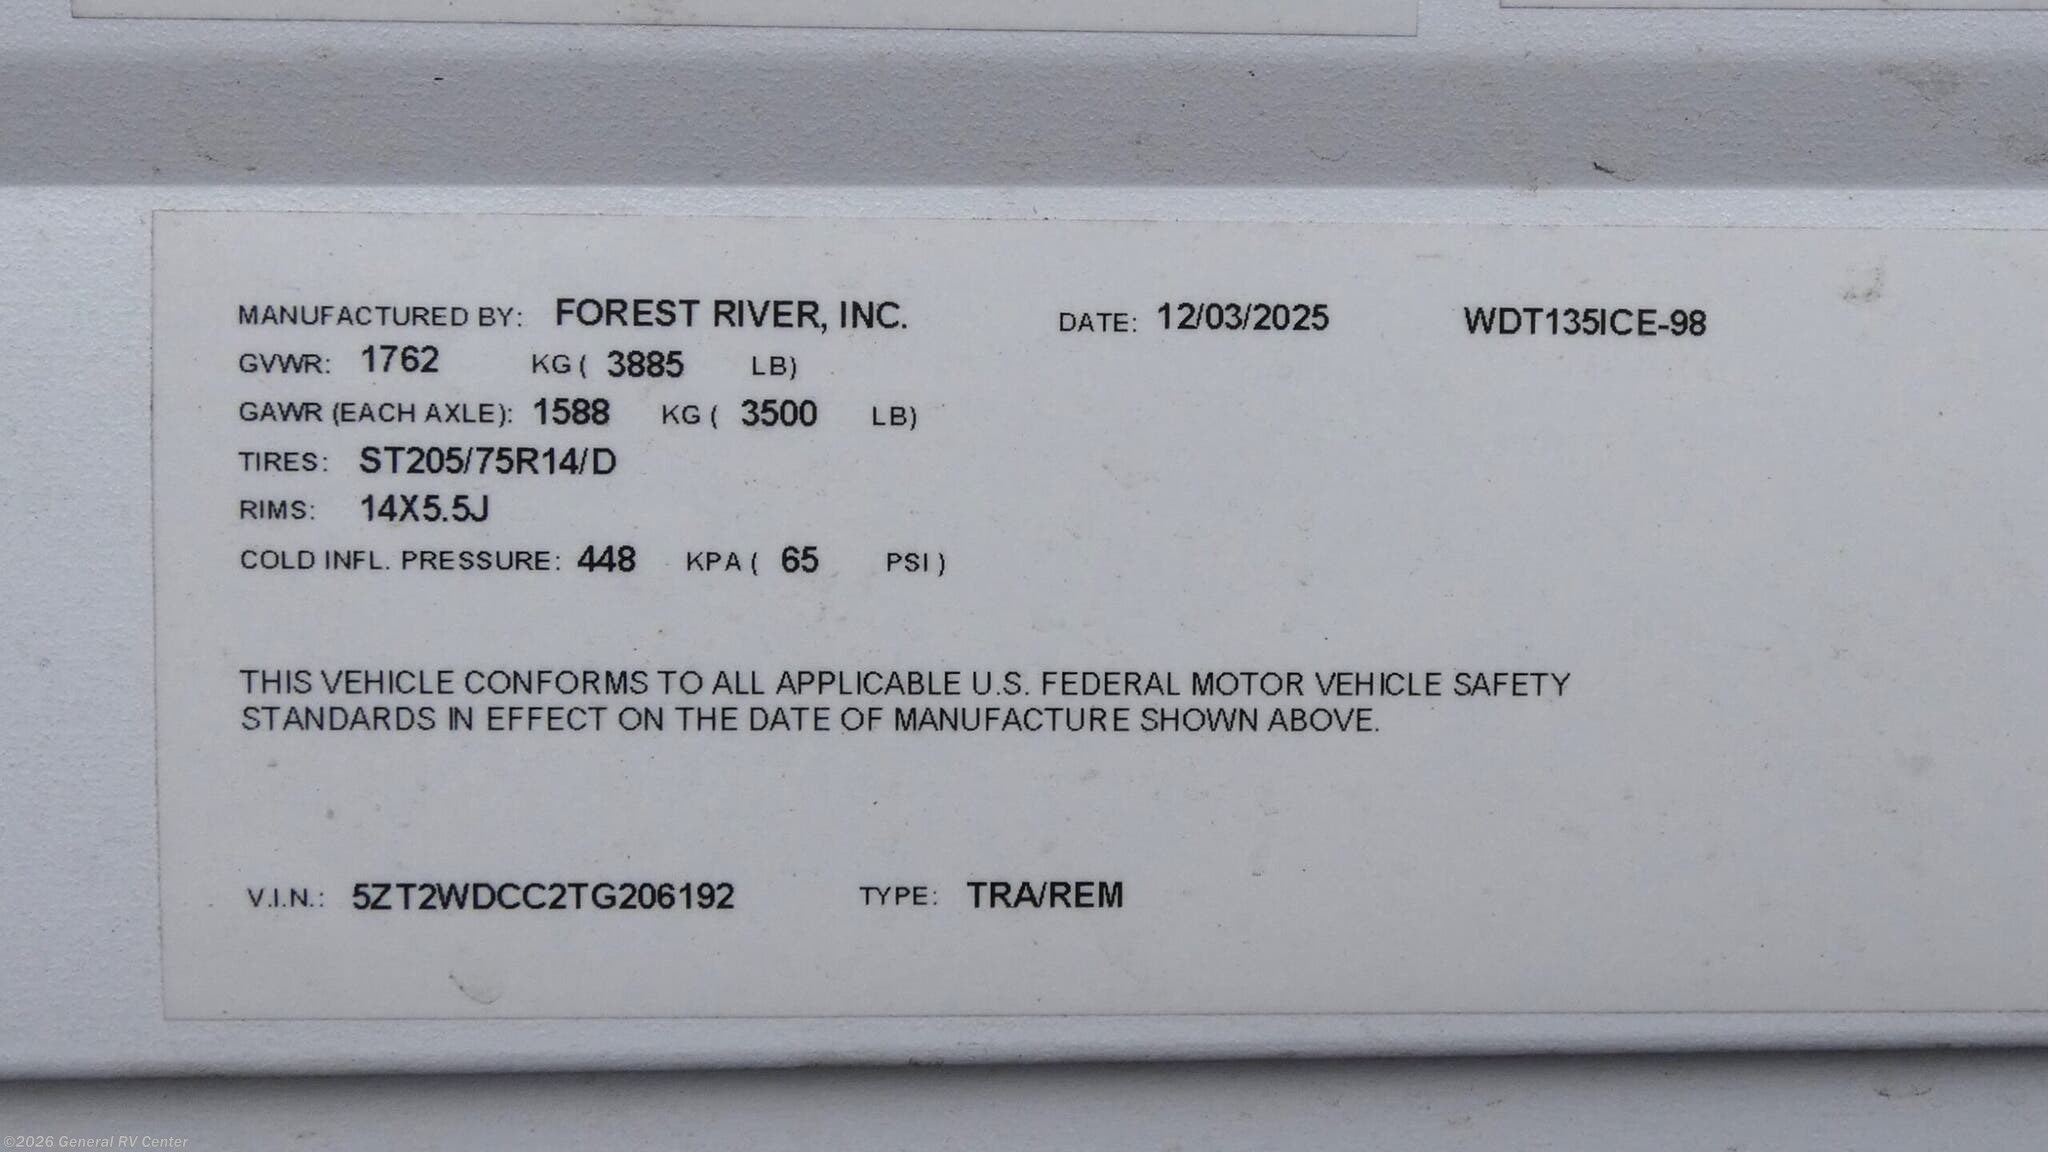 MANUFACTURED BY: FOREST RIVER, INC. DATE: 12/03/2025 WDT135ICE-98
GVWR: 1762 KG ( 3885 LB)
GAWR (EACH AXLE): 1588 KG ( 3500 LB)
TIRES: ST205/75R14/D
RIMS: 14X5.5J
COLD INFL. PRESSURE: 448 KPA ( 65 PSI )
THIS VEHICLE CONFORMS TO ALL APPLICABLE U.S. FEDERAL MOTOR VEHICLE SAFETY
STANDARDS IN EFFECT ON THE DATE OF MANUFACTURE SHOWN ABOVE.
V.I.N.: 5ZT2WDCC2TG206192 TYPE: TRA/REM
©2026 General RV Center